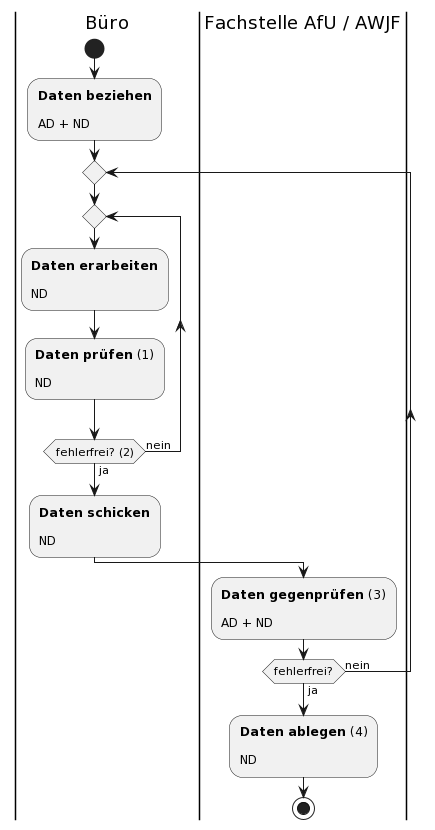 Büro
Fachstelle AfU / AWJF
Daten beziehen
AD + ND
Daten erarbeiten
ND
Daten prüfen (1)
ND
fehlerfrei? (2)
nein
ja
Daten schicken
ND
Daten gegenprüfen (3)
AD + ND
fehlerfrei?
nein
ja
Daten ablegen (4)
ND